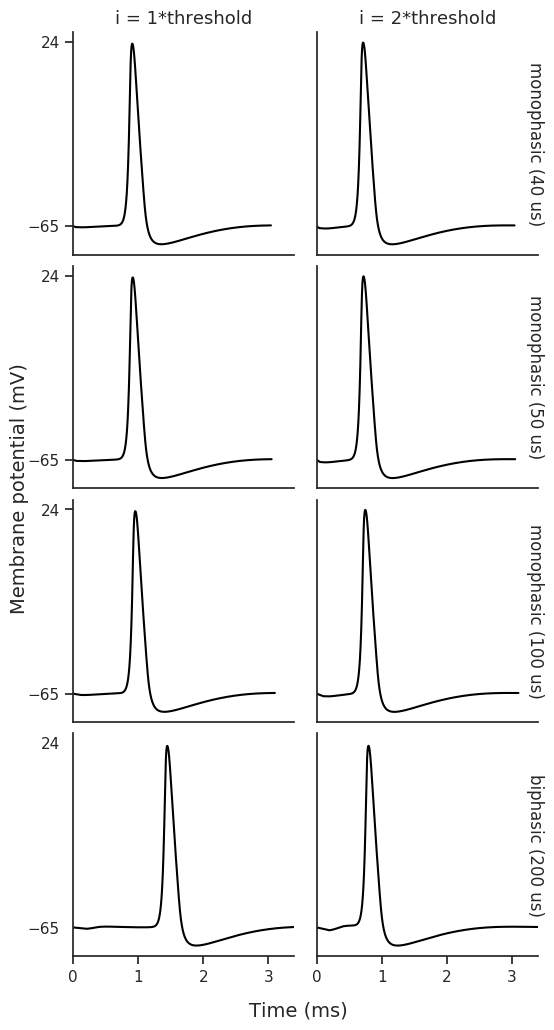 i = 1*threshold
i = 2*threshold
24
−65
monophasic (40 us)
24
−65
monophasic (50 us)
Membrane potential (mV)
24
−65
monophasic (100 us)
24
−65
biphasic (200 us)
0 1 2 3
0 1 2 3
Time (ms)